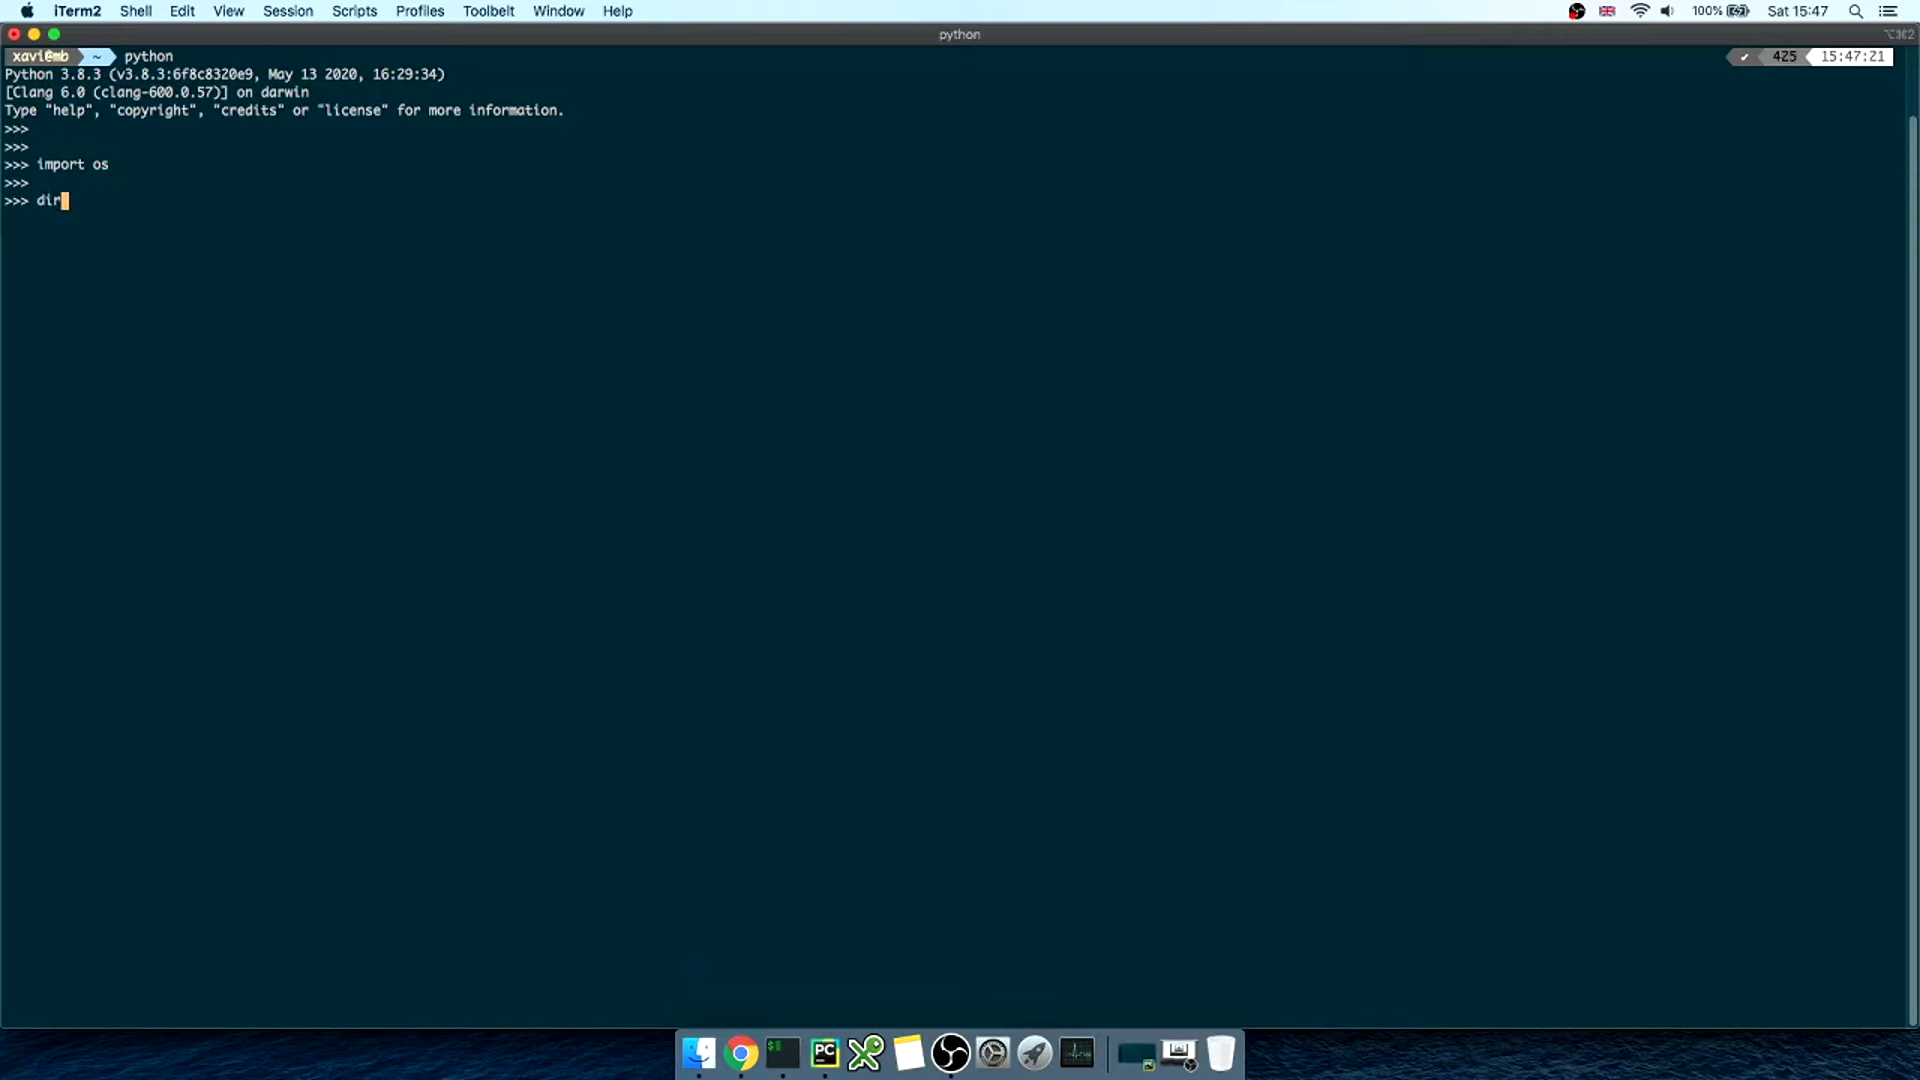 iTerm2 Shell Edit View Session Scripts Profiles Toolbelt Window Help 100% Sat 15:47
python ⌥⌘2
xavi@mb ~ python ✔ 425 15:47:21
Python 3.8.3 (v3.8.3:6f8c8320e9, May 13 2020, 16:29:34)
[Clang 6.0 (clang-600.0.57)] on darwin
Type "help", "copyright", "credits" or "license" for more information.
>>>
>>>
>>> import os
>>>
>>> dir
$ PC